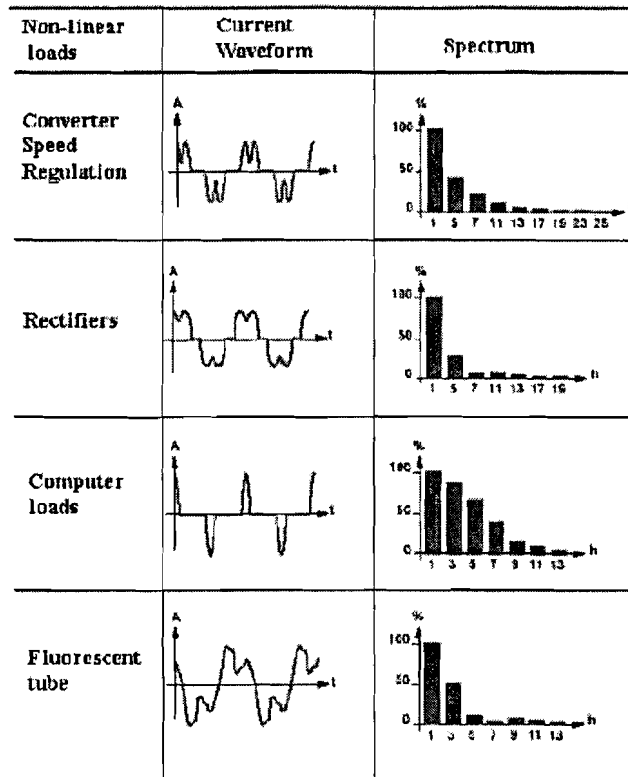 Non-linear
loads
Current
Waveform
Spectrum
Converter
Speed
Regulation
A
t
%
100
50
0
1 5 7 11 13 17 19 23 25
Rectifiers
A
t
%
100
50
0
1 5 7 11 13 17 19
h
Computer
loads
A
t
%
100
50
0
1 3 5 7 9 11 13
h
Fluorescent
tube
A
t
%
100
50
0
1 3 5 7 9 11 13
h